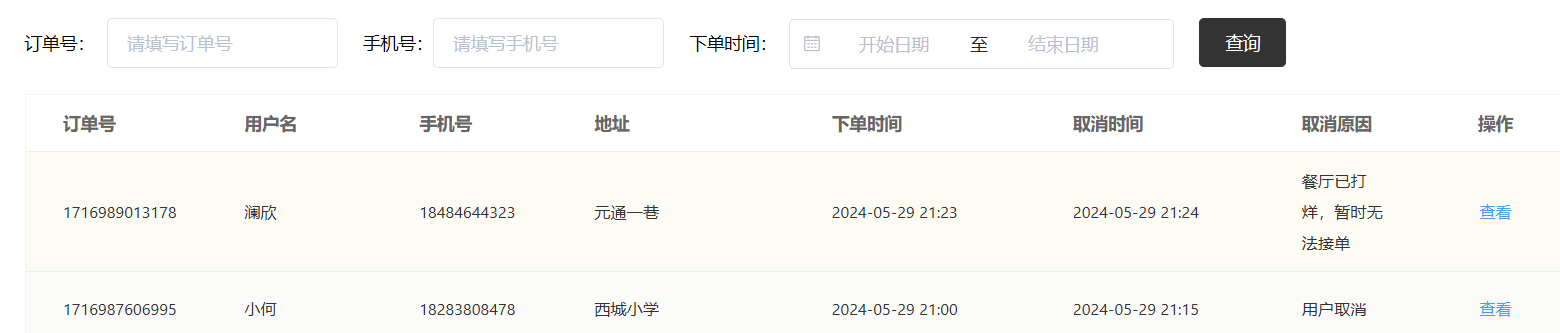 订单号： 请填写订单号 手机号： 请填写手机号 下单时间： 开始日期 至 结束日期 查询
订单号 用户名 手机号 地址 下单时间 取消时间 取消原因 操作
1716989013178 澜欣 18484644323 元通一巷 2024-05-29 21:23 2024-05-29 21:24 餐厅已打
烊，暂时无
法接单
查看
1716987606995 小何 18283808478 西城小学 2024-05-29 21:00 2024-05-29 21:15 用户取消 查看